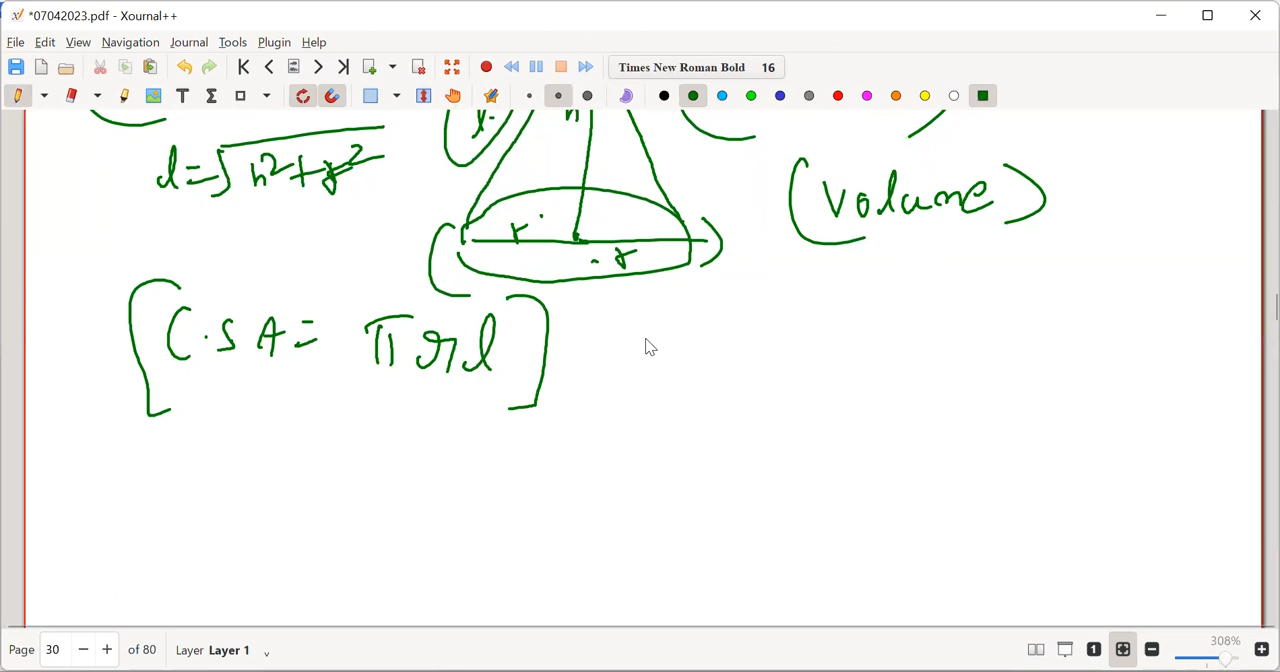 *07042023.pdf - Xournal++
File Edit View Navigation Journal Tools Plugin Help
Times New Roman Bold 16
l
h
l=√h²+r²
r
r
(Volume)
[C.S A = πrl]
Page 30 of 80 Layer Layer 1
308%